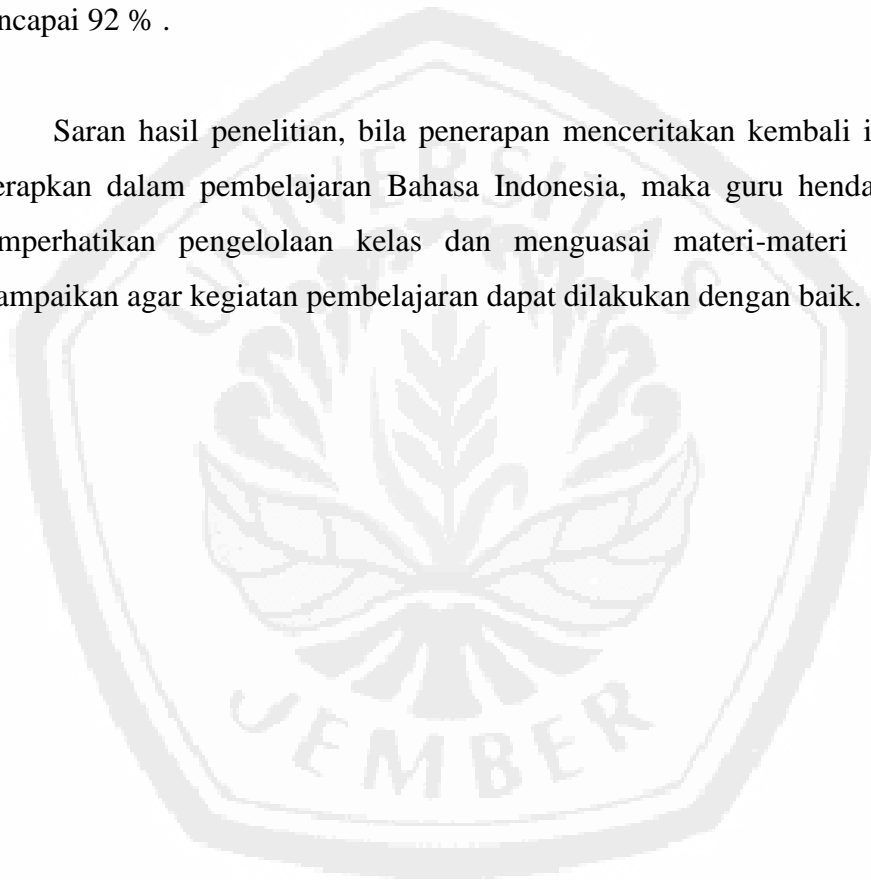 ncapai 92 % .
Saran hasil penelitian, bila penerapan menceritakan kembali i
erapkan dalam pembelajaran Bahasa Indonesia, maka guru henda
mperhatikan pengelolaan kelas dan menguasai materi-materi
ampaikan agar kegiatan pembelajaran dapat dilakukan dengan baik.
UNIVERSITAS
JEMBER